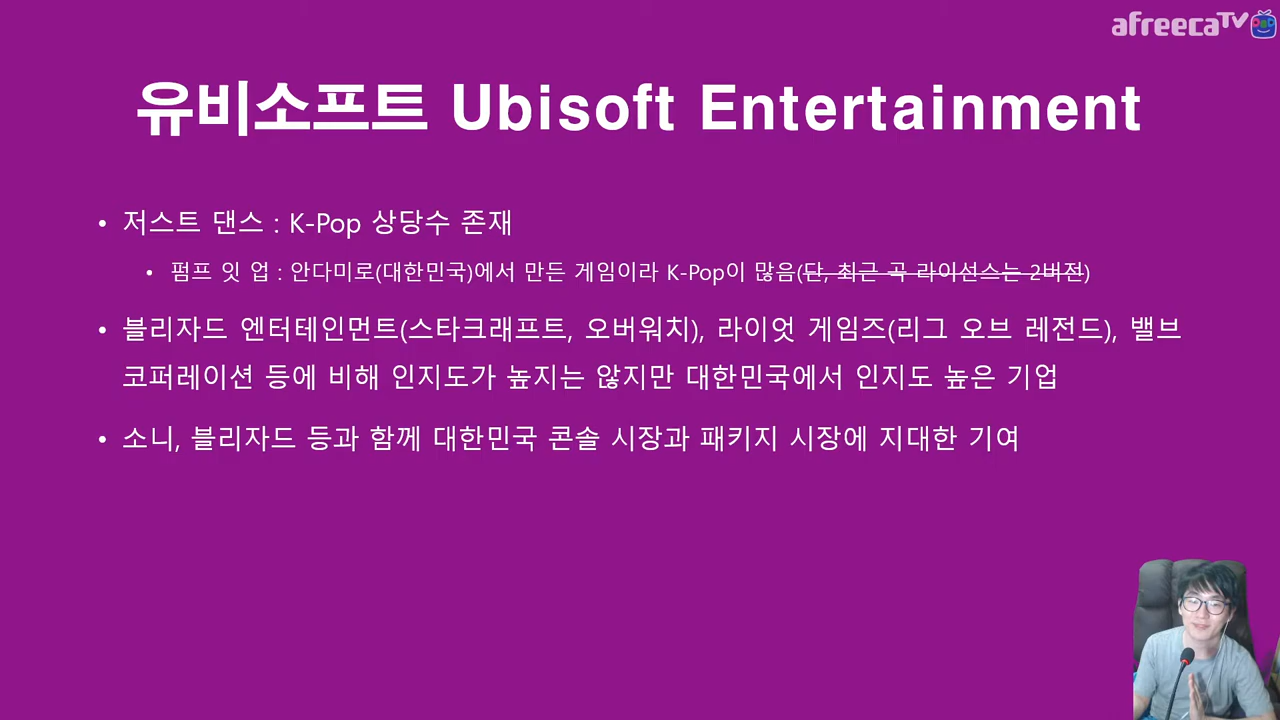 afreecaTV
유비소프트 Ubisoft Entertainment
• 저스트 댄스 : K-Pop 상당수 존재
• 펌프 잇 업 : 안다미로(대한민국)에서 만든 게임이라 K-Pop이 많음(단, 최근 곡 라이선스는 2버전)
• 블리자드 엔터테인먼트(스타크래프트, 오버워치), 라이엇 게임즈(리그 오브 레전드), 밸브
코퍼레이션 등에 비해 인지도가 높지는 않지만 대한민국에서 인지도 높은 기업
• 소니, 블리자드 등과 함께 대한민국 콘솔 시장과 패키지 시장에 지대한 기여